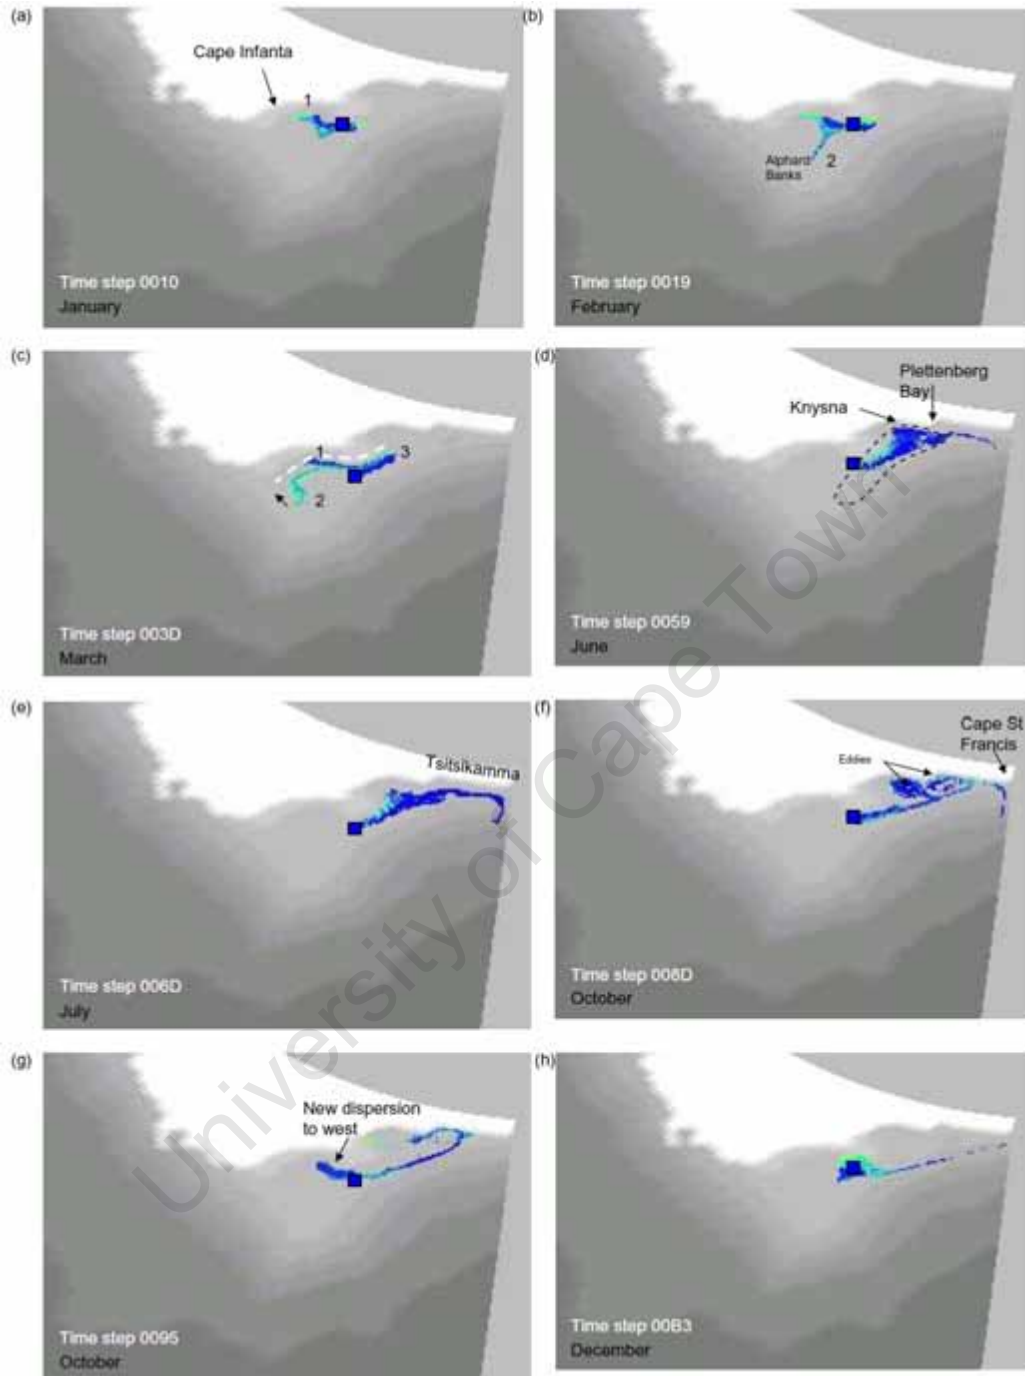 (a)
Cape Infanta
1
Time step 0010
January
(b)
Alphard
Banks
2
Time step 0019
February
(c)
1
3
2
Time step 003D
March
(d)
Plettenberg
Bay
Knysna
Time step 0059
June
(e)
Tsitsikamma
Time step 006D
July
(f)
Cape St
Francis
Eddies
Time step 008D
October
(g)
New dispersion
to west
Time step 0095
October
(h)
Time step 00B3
December
University of Cape Town